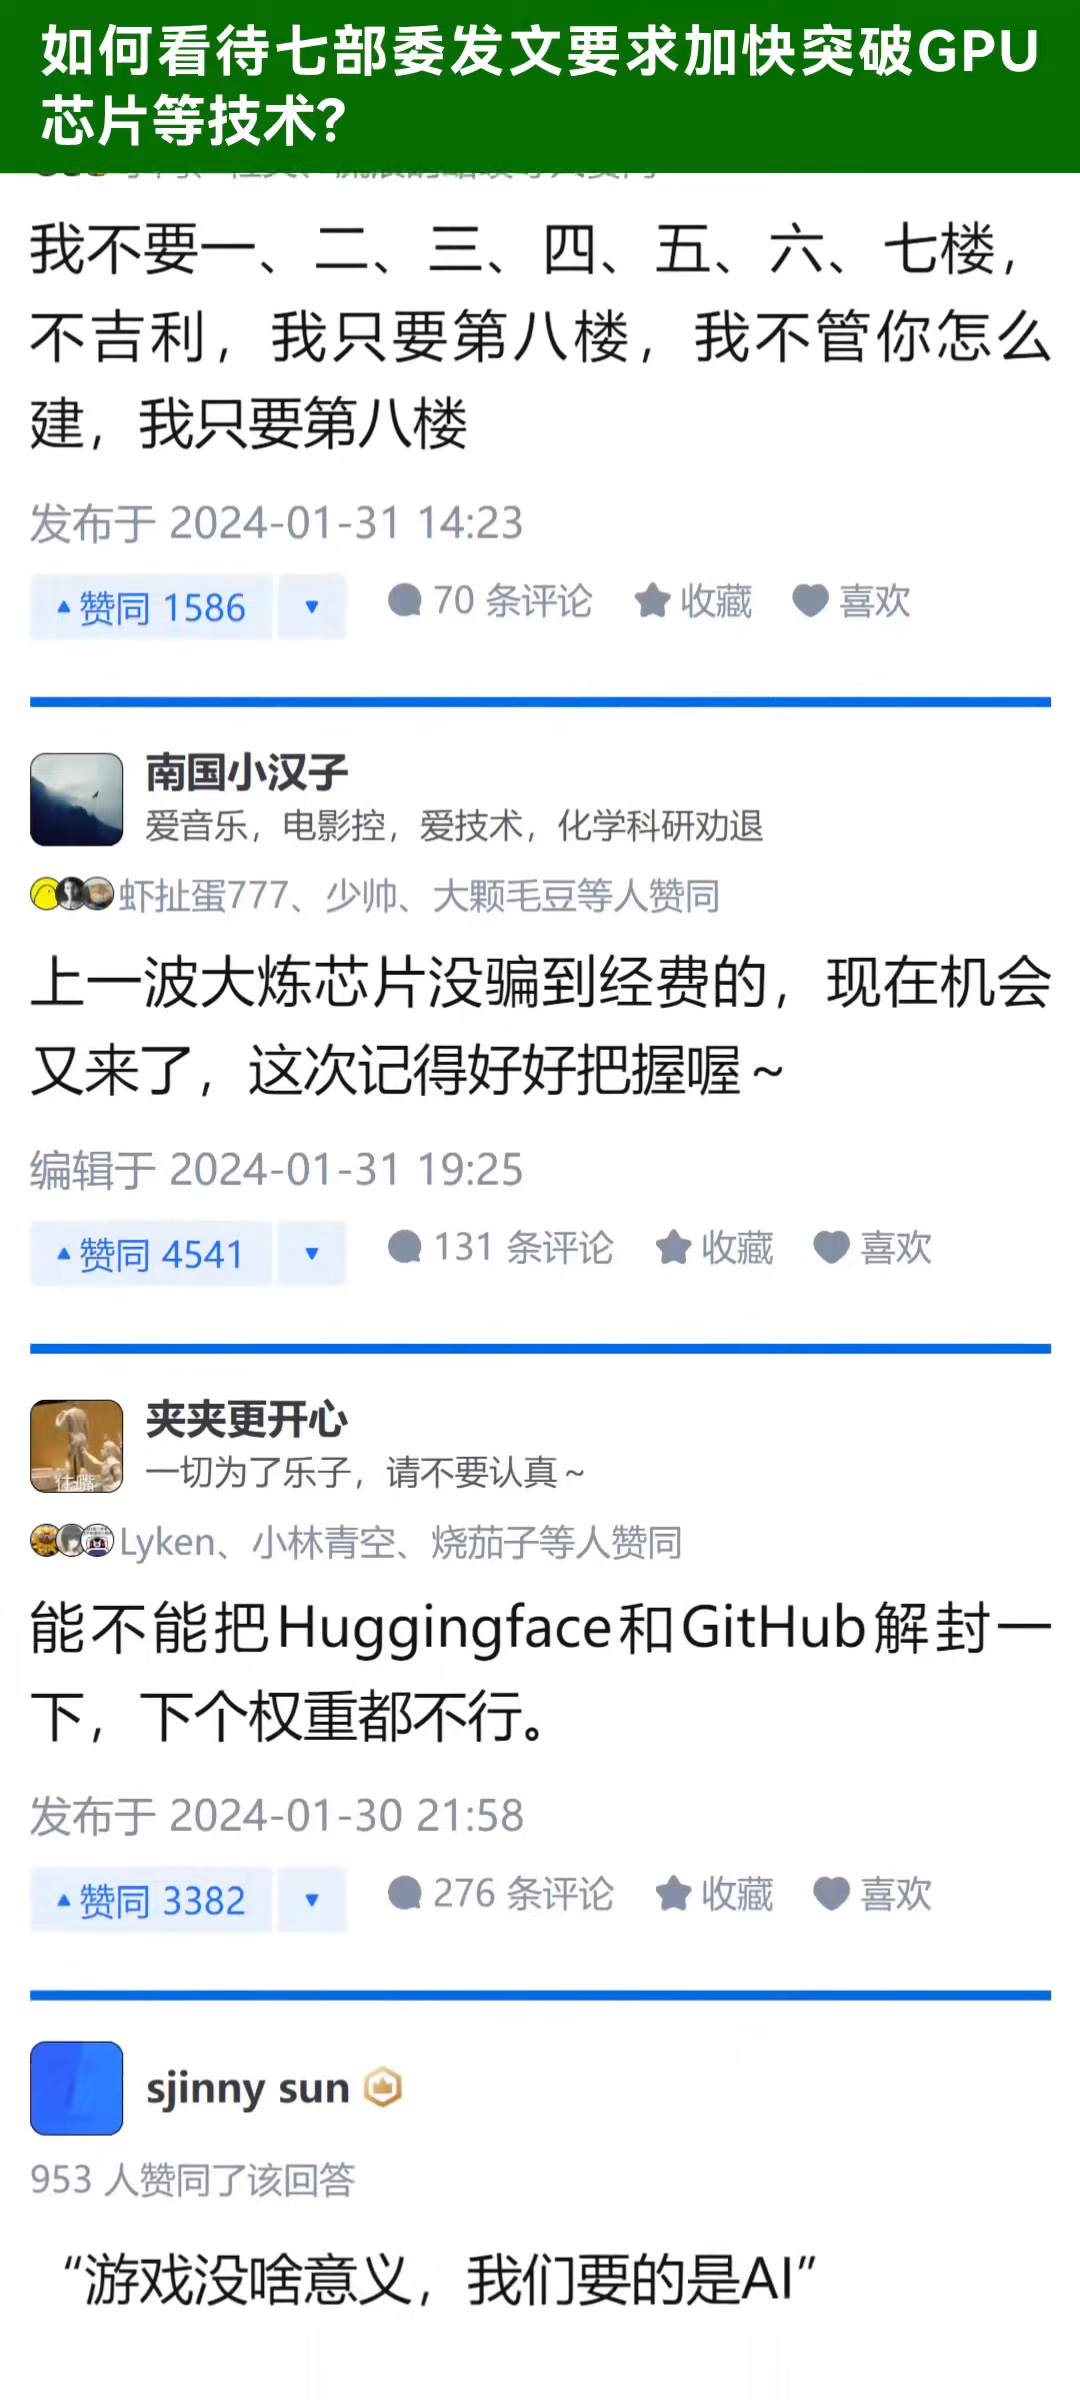 如何看待七部委发文要求加快突破GPU
芯片等技术?
我不要一、二、三、四、五、六、七楼，
不吉利，我只要第八楼，我不管你怎么
建，我只要第八楼
发布于 2024-01-31 14:23
赞同 1586
70 条评论
收藏
喜欢
南国小汉子
爱音乐，电影控，爱技术，化学科研劝退
虾扯蛋777、少帅、大颗毛豆等人赞同
上一波大炼芯片没骗到经费的，现在机会
又来了，这次记得好好把握喔~
编辑于 2024-01-31 19:25
赞同 4541
131 条评论
收藏
喜欢
夹夹更开心
一切为了乐子，请不要认真~
Lyken、小林青空、烧茄子等人赞同
能不能把Huggingface和GitHub解封一
下，下个权重都不行。
发布于 2024-01-30 21:58
赞同 3382
276 条评论
收藏
喜欢
sjinny sun
953 人赞同了该回答
“游戏没啥意义，我们要的是AI”